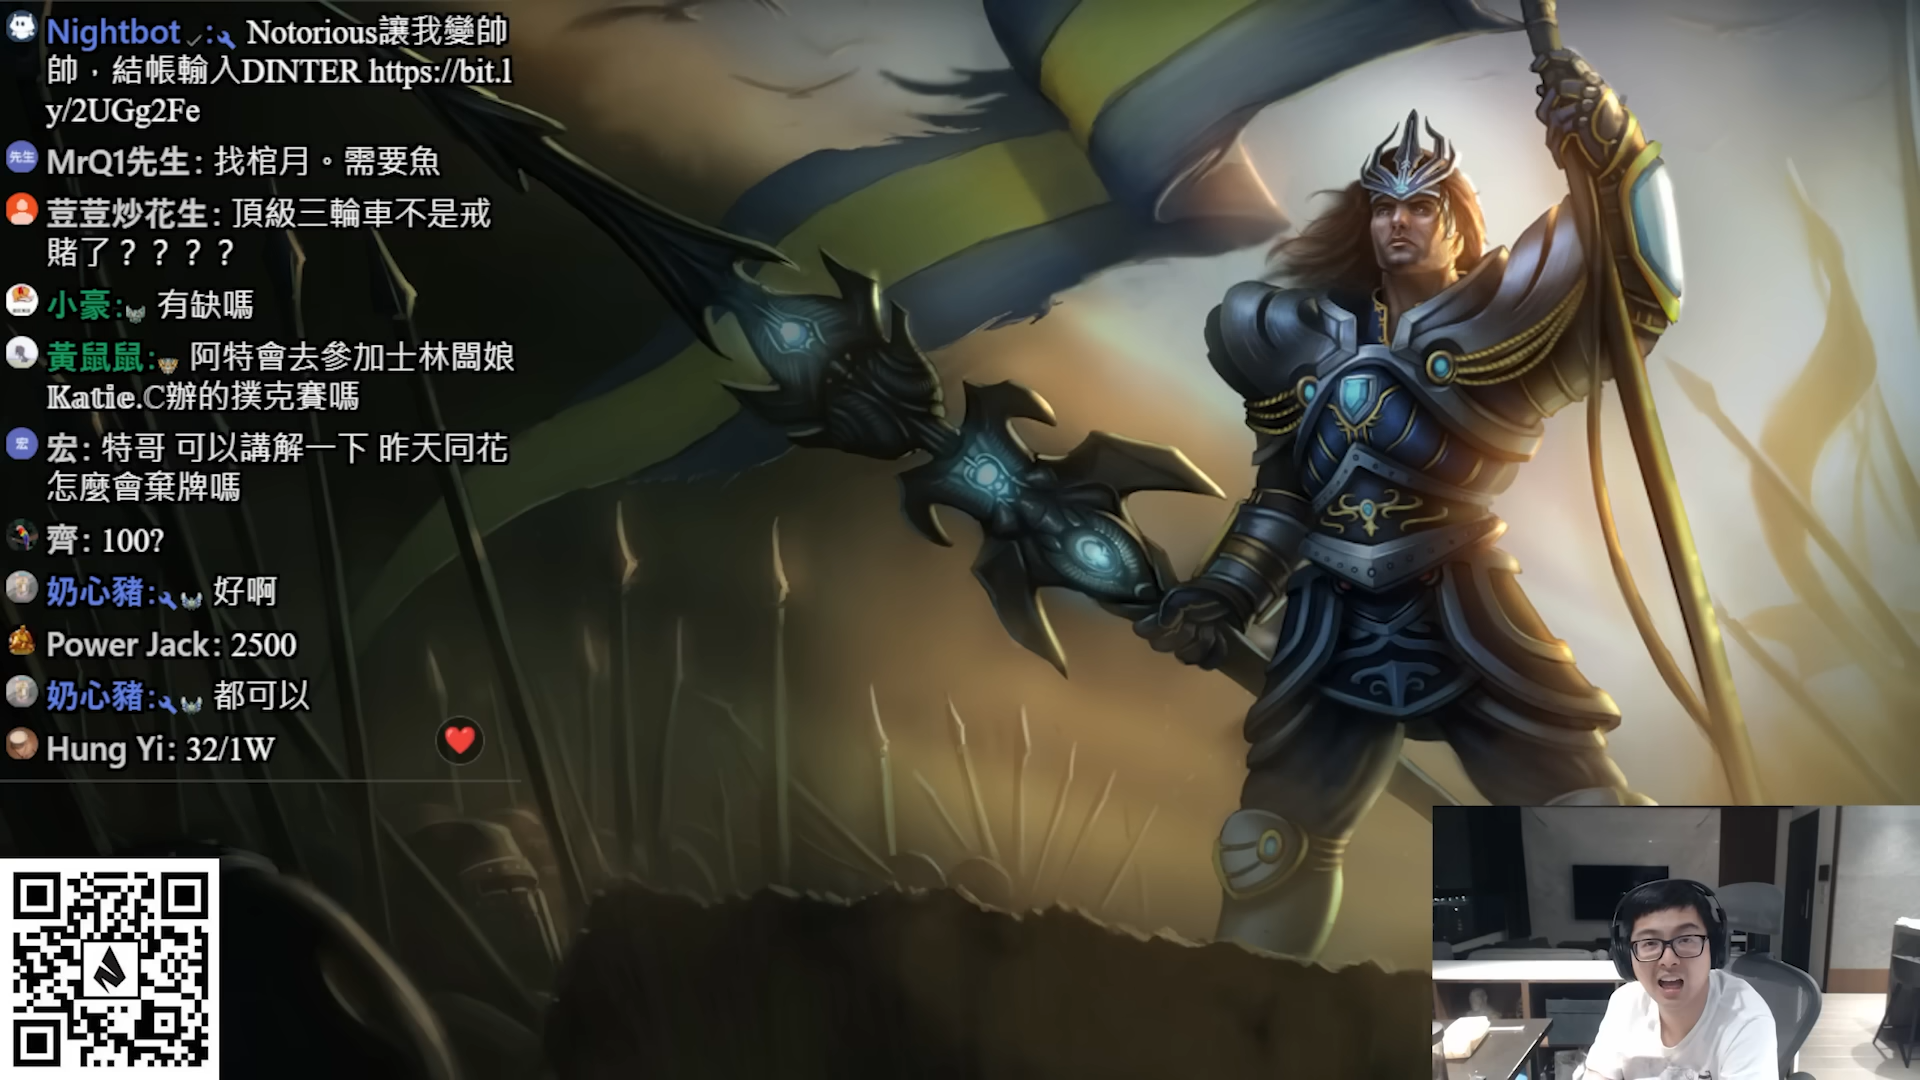 Nightbot ✓:🔧 Notorious讓我變帥
帥，結帳輸入DINTER https://bit.l
y/2UGg2Fe
先生 MrQ1先生: 找棺月。需要魚
荳荳炒花生: 頂級三輪車不是戒
賭了？？？？
小豪: 有缺嗎
黃鼠鼠: 阿特會去參加士林闆娘
Katie.C辦的撲克賽嗎
宏 宏: 特哥 可以講解一下 昨天同花
怎麼會棄牌嗎
齊: 100?
奶心豬: 好啊
Power Jack: 2500
奶心豬: 都可以
Hung Yi: 32/1W